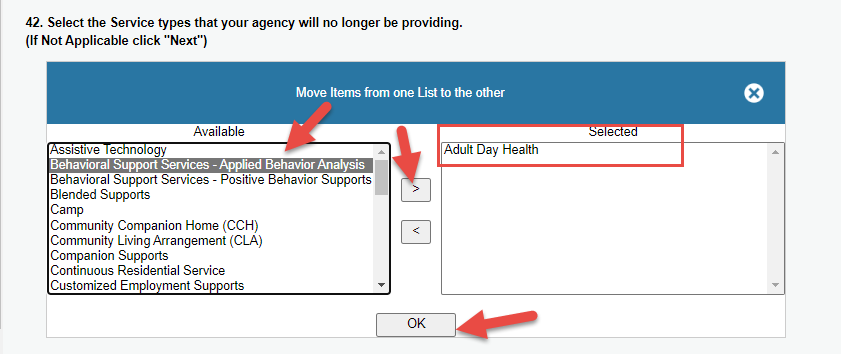 42. Select the Service types that your agency will no longer be providing.
(If Not Applicable click "Next")
Move Items from one List to the other
Available
Selected
Assistive Technology
Behavioral Support Services - Applied Behavior Analysis
Behavioral Support Services - Positive Behavior Supports
Blended Supports
Camp
Community Companion Home (CCH)
Community Living Arrangement (CLA)
Companion Supports
Continuous Residential Service
Customized Employment Supports
>
<
Adult Day Health
OK